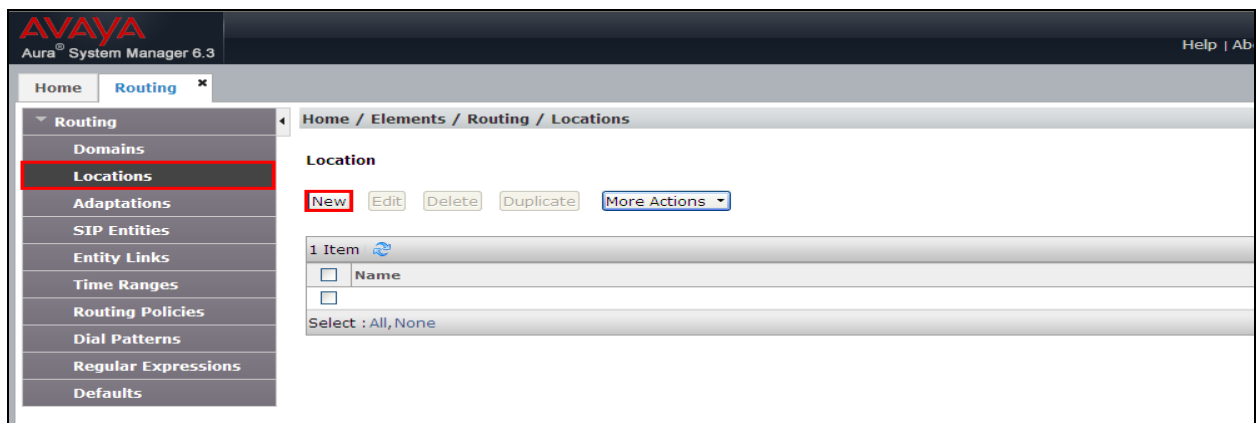 AVAYA
Aura® System Manager 6.3
Help | Ab
Home Routing ×
Routing
Domains
Locations
Adaptations
SIP Entities
Entity Links
Time Ranges
Routing Policies
Dial Patterns
Regular Expressions
Defaults
Home / Elements / Routing / Locations
Location
New Edit Delete Duplicate More Actions
1 Item
Name
Select : All, None